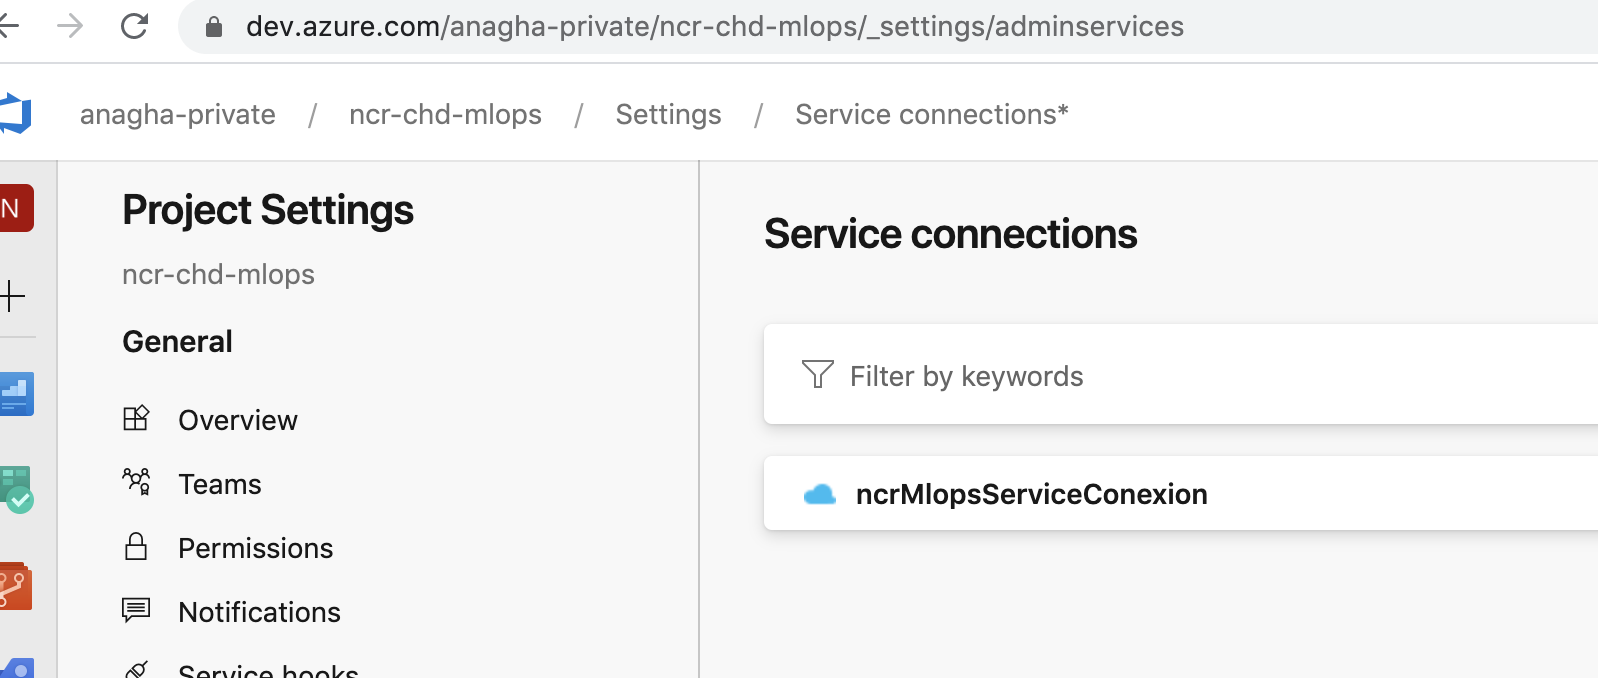 dev.azure.com/anagha-private/ncr-chd-mlops/_settings/adminservices
anagha-private / ncr-chd-mlops / Settings / Service connections*
N
Project Settings
ncr-chd-mlops
General
Overview
Teams
Permissions
Notifications
Service hooks
Service connections
Filter by keywords
ncrMlopsServiceConexion